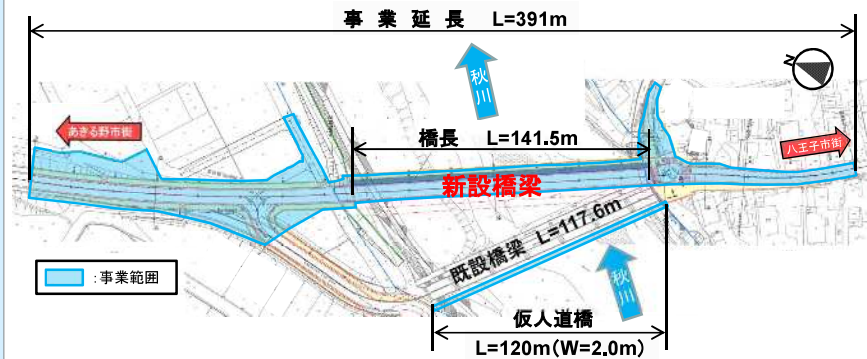 事業延長 L=391m
秋川
N
あきる野市街
橋長 L=141.5m
八王子市街
新設橋梁
既設橋梁 L=117.6m
:事業範囲
秋川
仮人道橋
L=120m(W=2.0m)